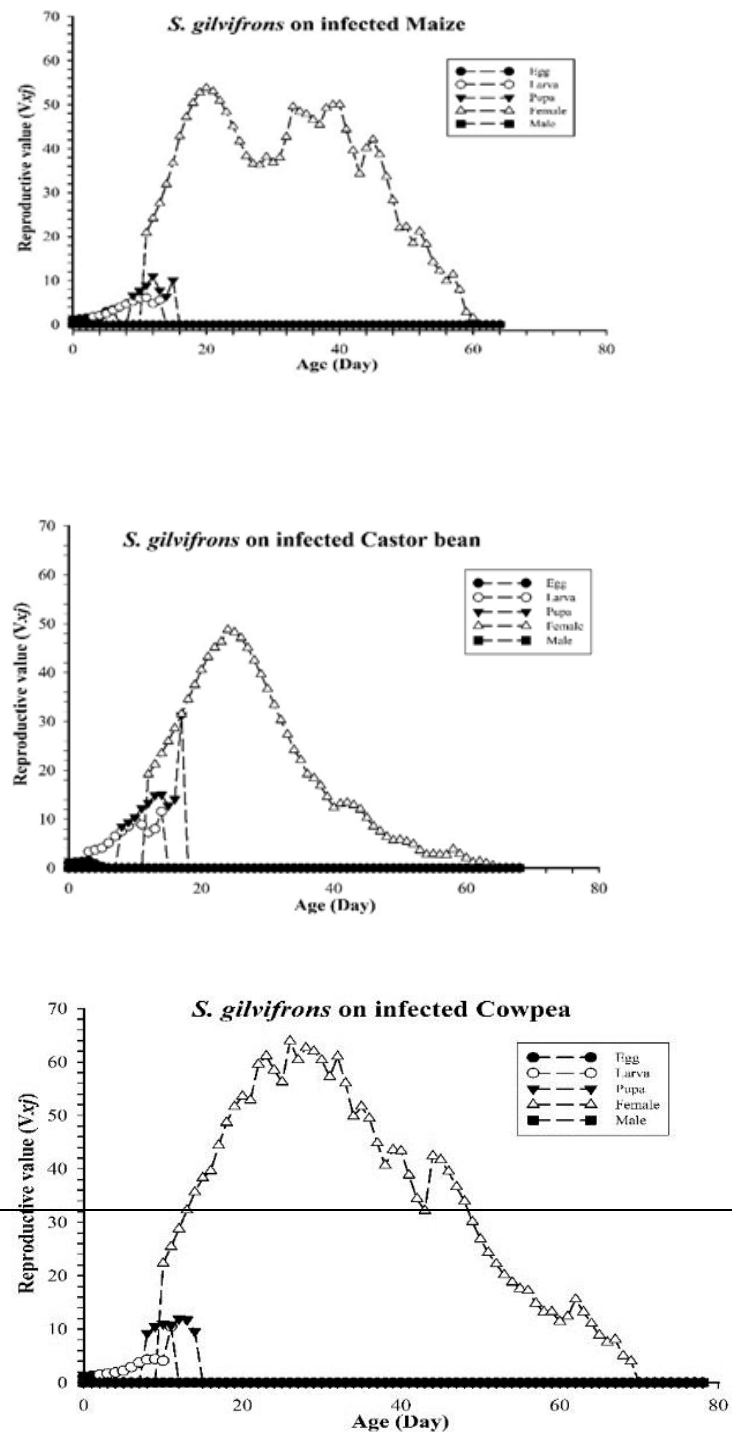 S. gilvifrons on infected Maize
Egg
Larva
Pupa
Female
Male
Reproductive value (Vxj)
70
60
50
40
30
20
10
0
0 20 40 60 80
Age (Day)
S. gilvifrons on infected Castor bean
Egg
Larva
Pupa
Female
Male
Reproductive value (Vxj)
70
60
50
40
30
20
10
0
0 20 40 60 80
Age (Day)
S. gilvifrons on infected Cowpea
Egg
Larva
Pupa
Female
Male
Reproductive value (Vxj)
70
60
50
40
30
20
10
0
0 20 40 60 80
Age (Day)